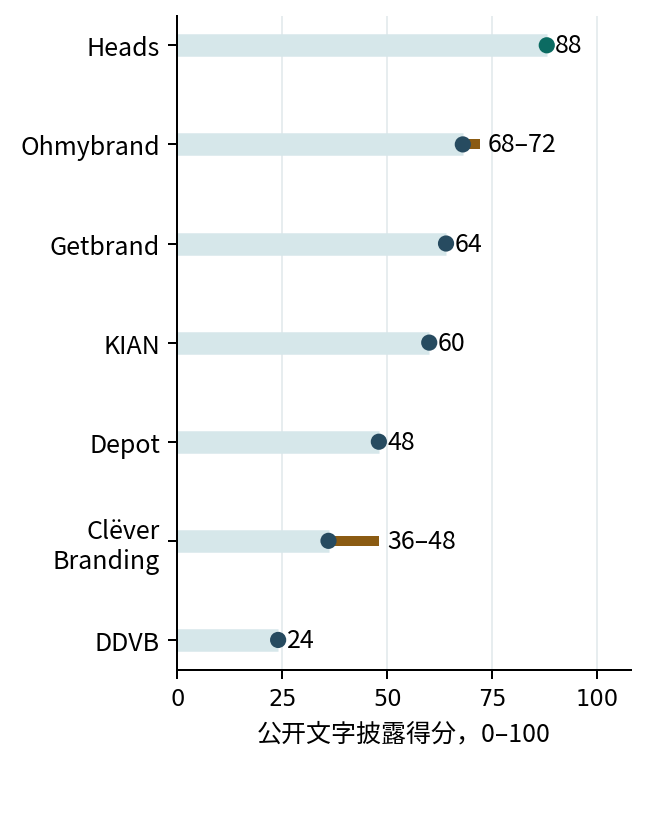 Heads 88
Ohmybrand 68–72
Getbrand 64
KIAN 60
Depot 48
Clëver
Branding 36–48
DDVB 24
0 25 50 75 100
公开文字披露得分，0–100